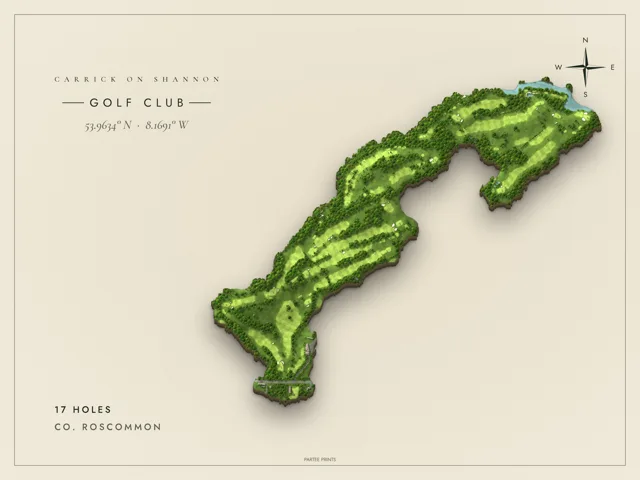 CARRICK ON SHANNON
GOLF CLUB
53.9634° N · 8.1691° W
N
W E
S
17 HOLES
CO. ROSCOMMON
PARTEE PRINTS